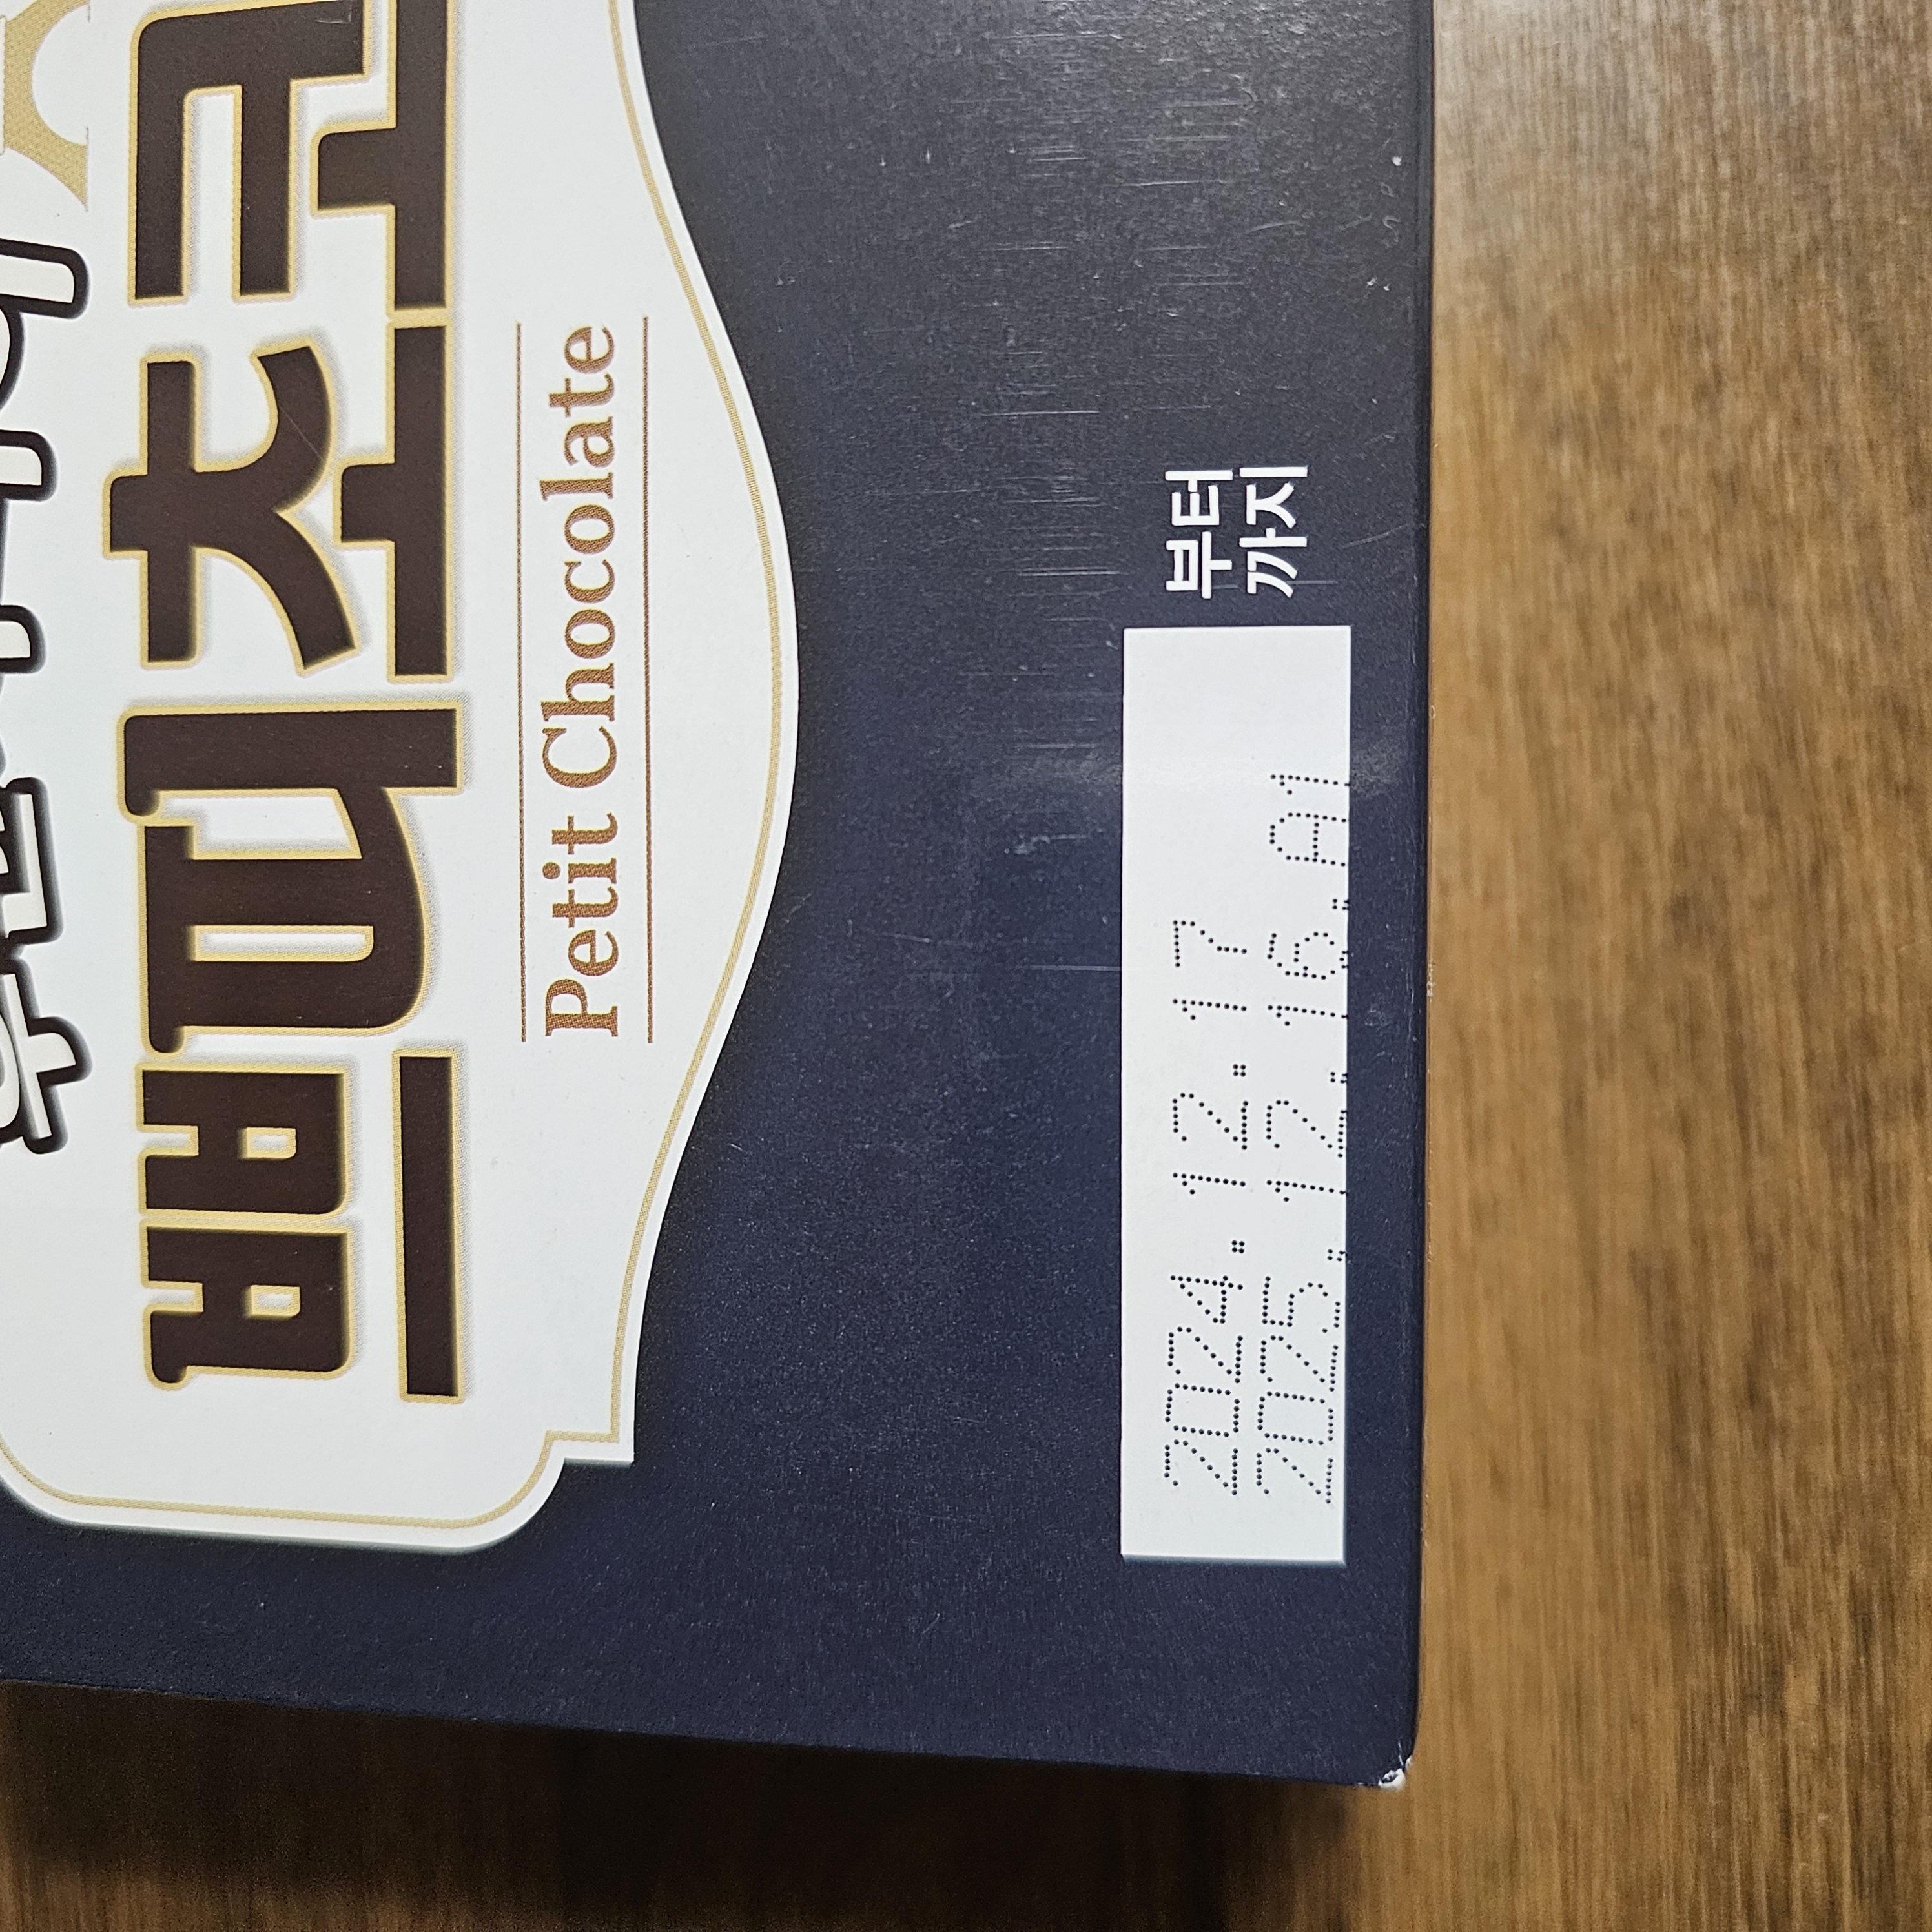 쁘띠초코
Petit Chocolate
2024.12.17 부터
2025.12.16.A1 까지